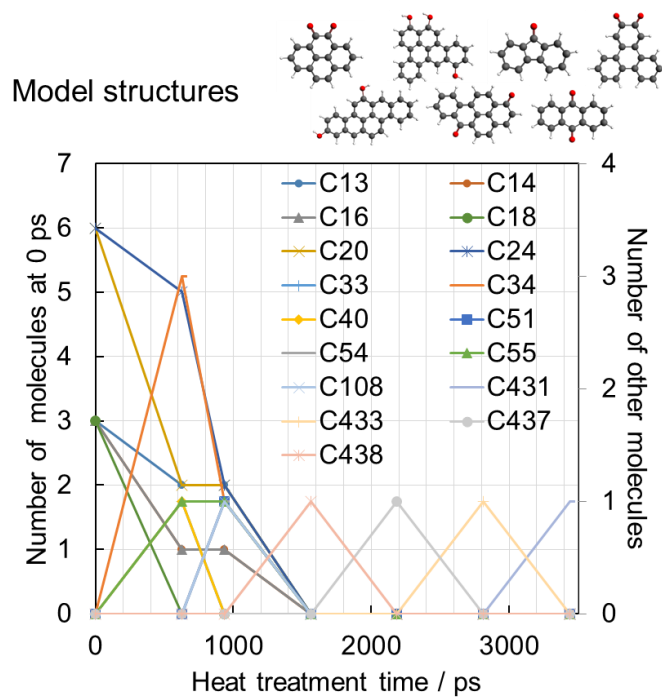 Model structures
7
6
5
4
3
2
1
0
Number of molecules at 0 ps
C13 C14
C16 C18
C20 C24
C33 C34
C40 C51
C54 C55
C108 C431
C433 C437
C438
4
3
2
1
0
Number of other molecules
0 1000 2000 3000
Heat treatment time / ps